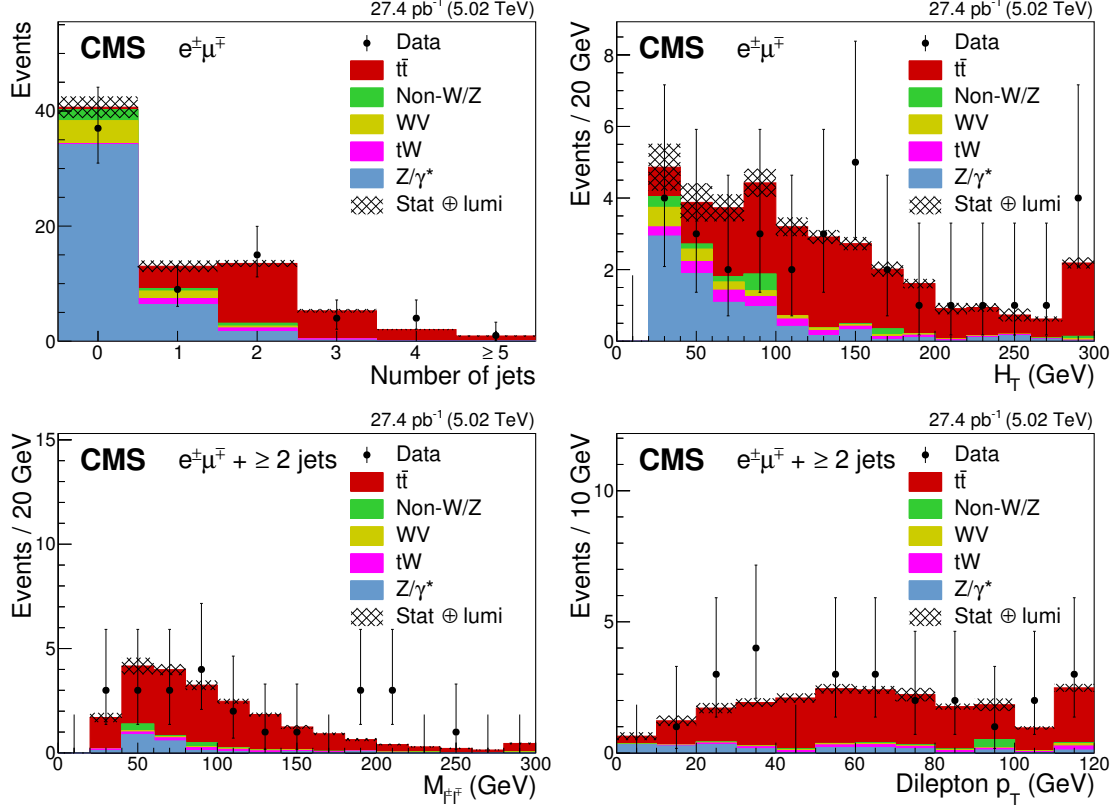 27.4 pb⁻¹ (5.02 TeV)
CMS e±μ∓
Data
tt̄
Non-W/Z
WV
tW
Z/γ*
Stat ⊕ lumi
Events
40
20
0
0 1 2 3 4 ≥5
Number of jets
27.4 pb⁻¹ (5.02 TeV)
CMS e±μ∓
Data
tt̄
Non-W/Z
WV
tW
Z/γ*
Stat ⊕ lumi
Events / 20 GeV
8
6
4
2
0
0 50 100 150 200 250 300
H_T (GeV)
27.4 pb⁻¹ (5.02 TeV)
CMS e±μ∓ + ≥ 2 jets
Data
tt̄
Non-W/Z
WV
tW
Z/γ*
Stat ⊕ lumi
Events / 20 GeV
15
10
5
0
0 50 100 150 200 250 300
M_l±l∓ (GeV)
27.4 pb⁻¹ (5.02 TeV)
CMS e±μ∓ + ≥ 2 jets
Data
tt̄
Non-W/Z
WV
tW
Z/γ*
Stat ⊕ lumi
Events / 10 GeV
10
5
0
0 20 40 60 80 100 120
Dilepton p_T (GeV)